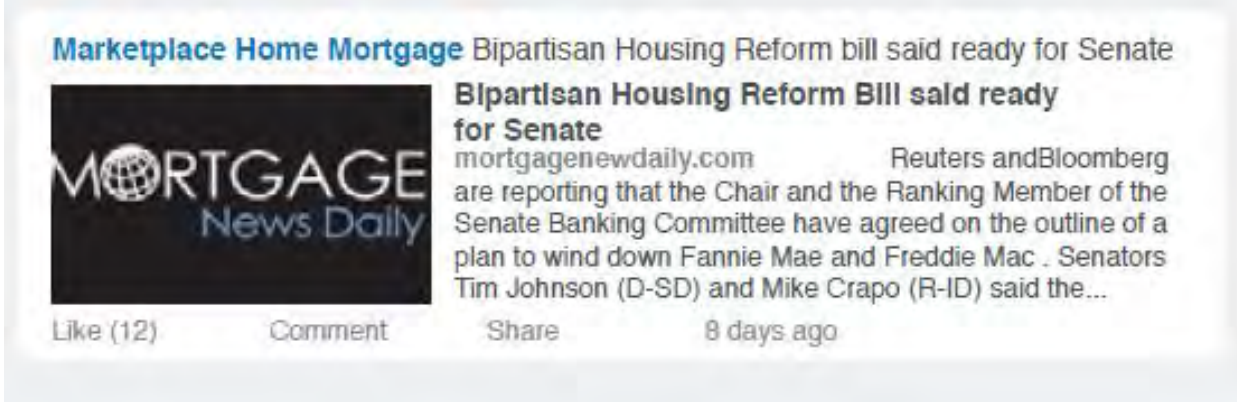 Marketplace Home Mortgage Bipartisan Housing Reform bill said ready for Senate
MORTGAGE
News Daily
Bipartisan Housing Reform Bill said ready
for Senate
mortgagenewdaily.com Reuters andBloomberg
are reporting that the Chair and the Ranking Member of the
Senate Banking Committee have agreed on the outline of a
plan to wind down Fannie Mae and Freddie Mac . Senators
Tim Johnson (D-SD) and Mike Crapo (R-ID) said the...
Like (12) Comment Share 8 days ago